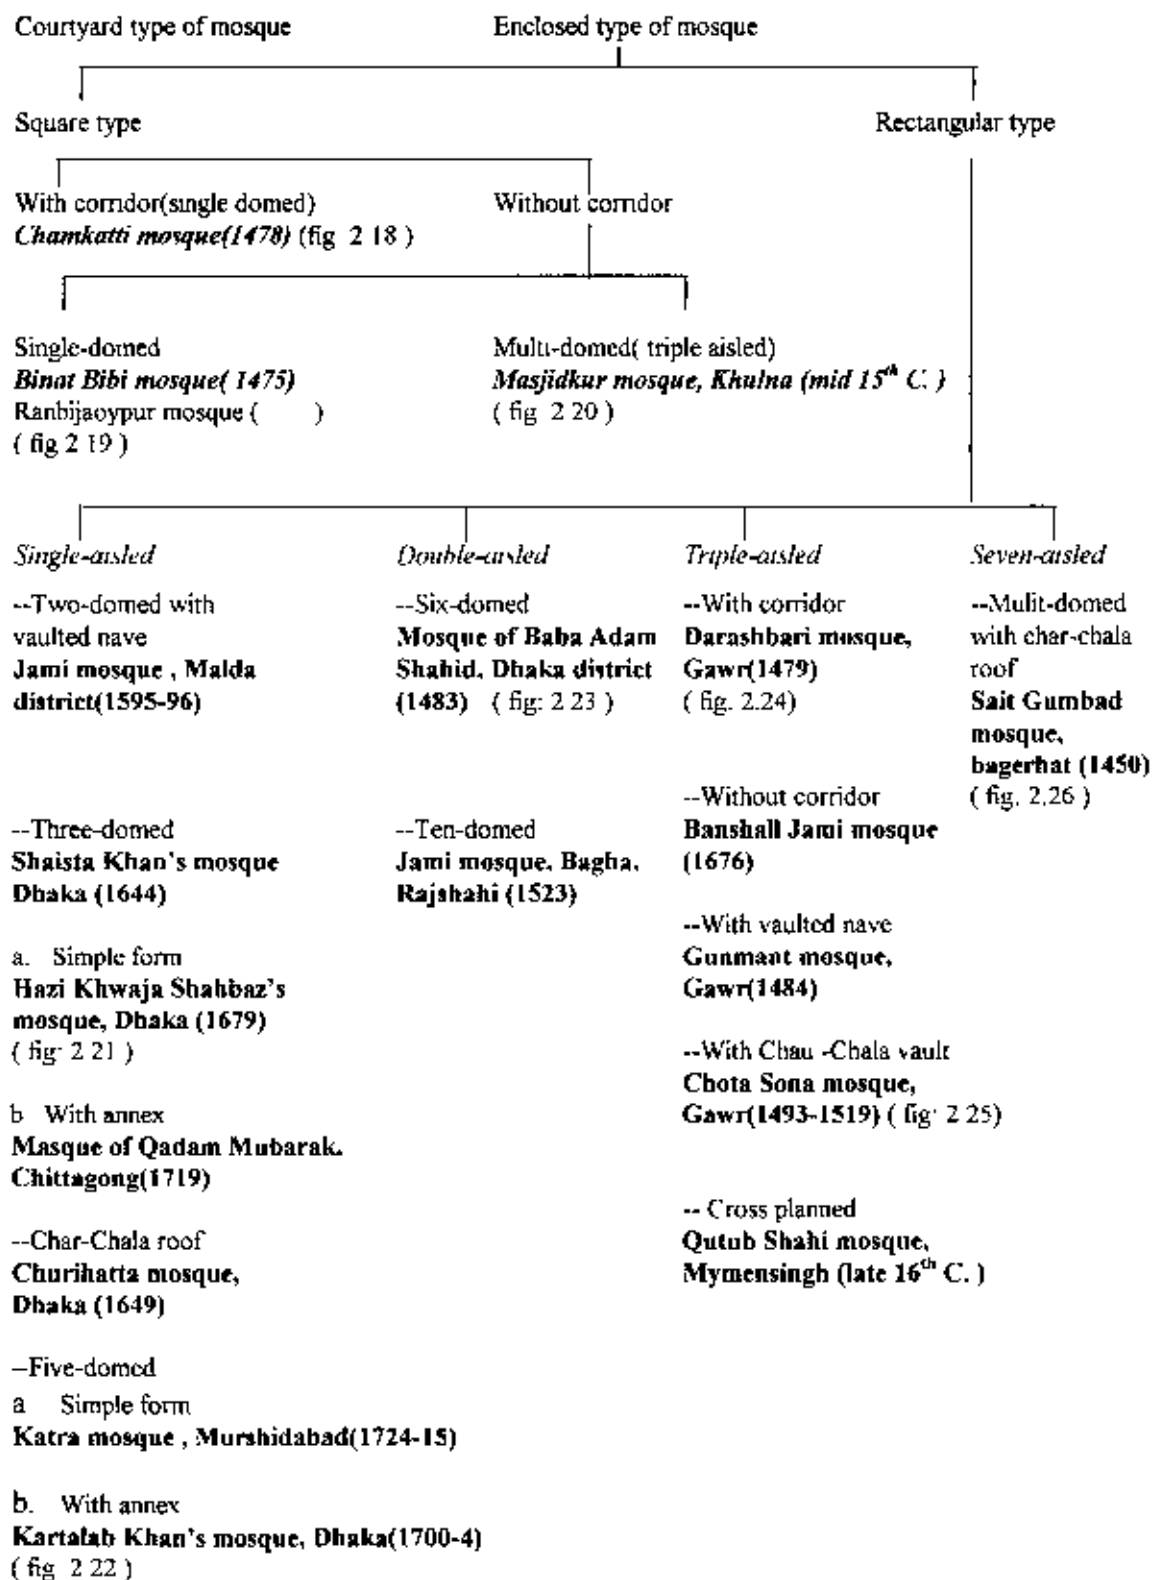 Courtyard type of mosque
Enclosed type of mosque
Square type
Rectangular type
With corridor(single domed)
Chamkatti mosque(1478) (fig 2 18 )
Without corridor
Single-domed
Binat Bibi mosque( 1475)
Ranbijaoypur mosque ( )
( fig 2 19 )
Multi-domed( triple aisled)
Masjidkur mosque, Khulna (mid 15th C. )
( fig 2 20 )
Single-aisled
--Two-domed with
vaulted nave
Jami mosque , Malda
district(1595-96)
--Three-domed
Shaista Khan's mosque
Dhaka (1644)
a. Simple form
Hazi Khwaja Shahbaz's
mosque, Dhaka (1679)
( fig: 2 21 )
b With annex
Masque of Qadam Mubarak.
Chittagong(1719)
--Char-Chala roof
Churihatta mosque,
Dhaka (1649)
--Five-domed
a Simple form
Katra mosque , Murshidabad(1724-15)
b. With annex
Kartalab Khan's mosque, Dhaka(1700-4)
( fig 2 22 )
Double-aisled
--Six-domed
Mosque of Baba Adam
Shahid, Dhaka district
(1483) ( fig: 2 23 )
--Ten-domed
Jami mosque, Bagha,
Rajshahi (1523)
Triple-aisled
--With corridor
Darashbari mosque,
Gawr(1479)
( fig. 2.24)
--Without corridor
Banshall Jami mosque
(1676)
--With vaulted nave
Gunmant mosque,
Gawr(1484)
--With Chau -Chala vault
Chota Sona mosque,
Gawr(1493-1519) ( fig: 2 25)
-- Cross planned
Qutub Shahi mosque,
Mymensingh (late 16th C. )
Seven-aisled
--Mulit-domed
with char-chala
roof
Sait Gumbad
mosque,
bagerhat (1450)
( fig. 2.26 )